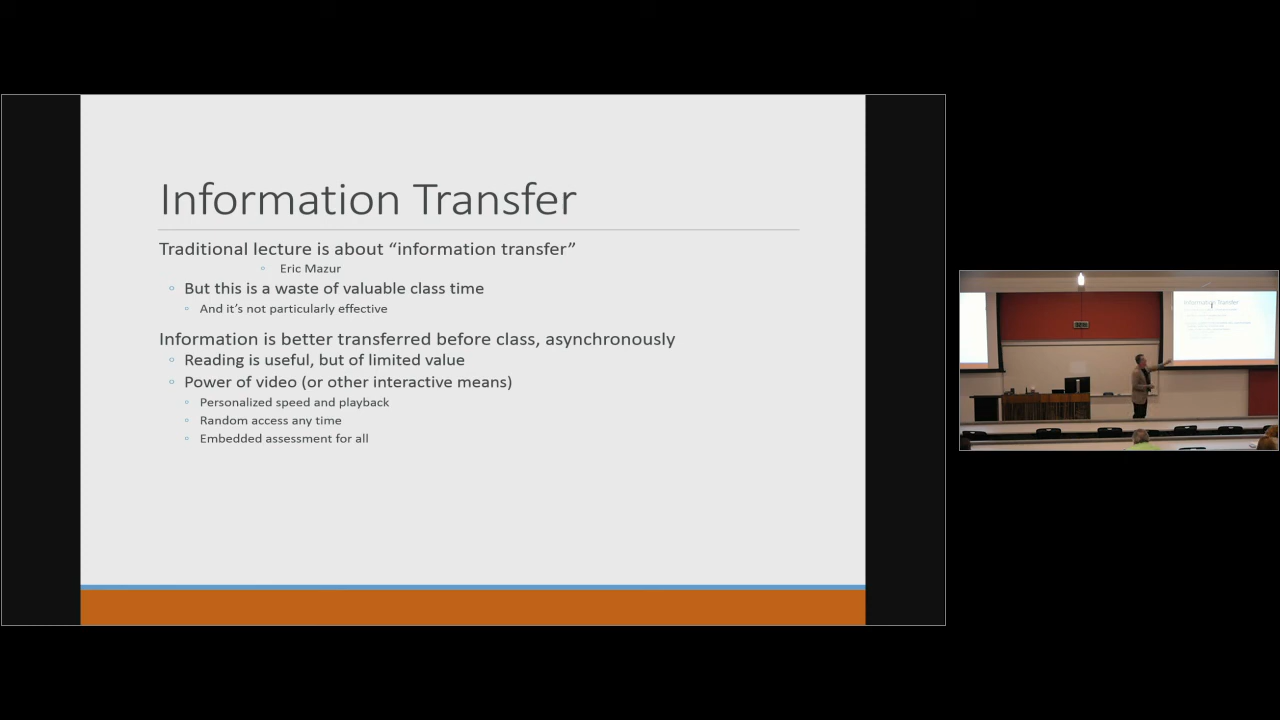 Information Transfer
Traditional lecture is about “information transfer”
Eric Mazur
But this is a waste of valuable class time
And it’s not particularly effective
Information is better transferred before class, asynchronously
Reading is useful, but of limited value
Power of video (or other interactive means)
Personalized speed and playback
Random access any time
Embedded assessment for all
Information Transfer